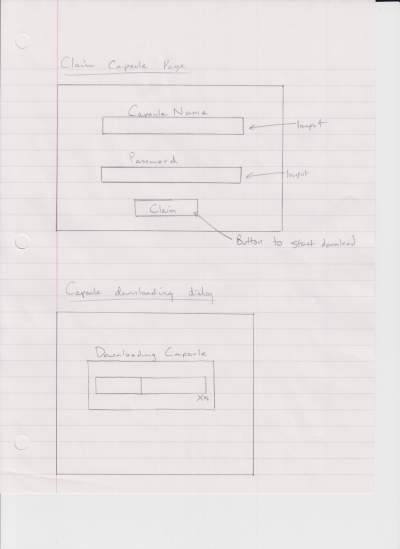 Claim Capsule Page
Capsule Name
Input
Password
Input
Claim
Button to start download
Capsule downloading dialog
Downloading Capsule
X%